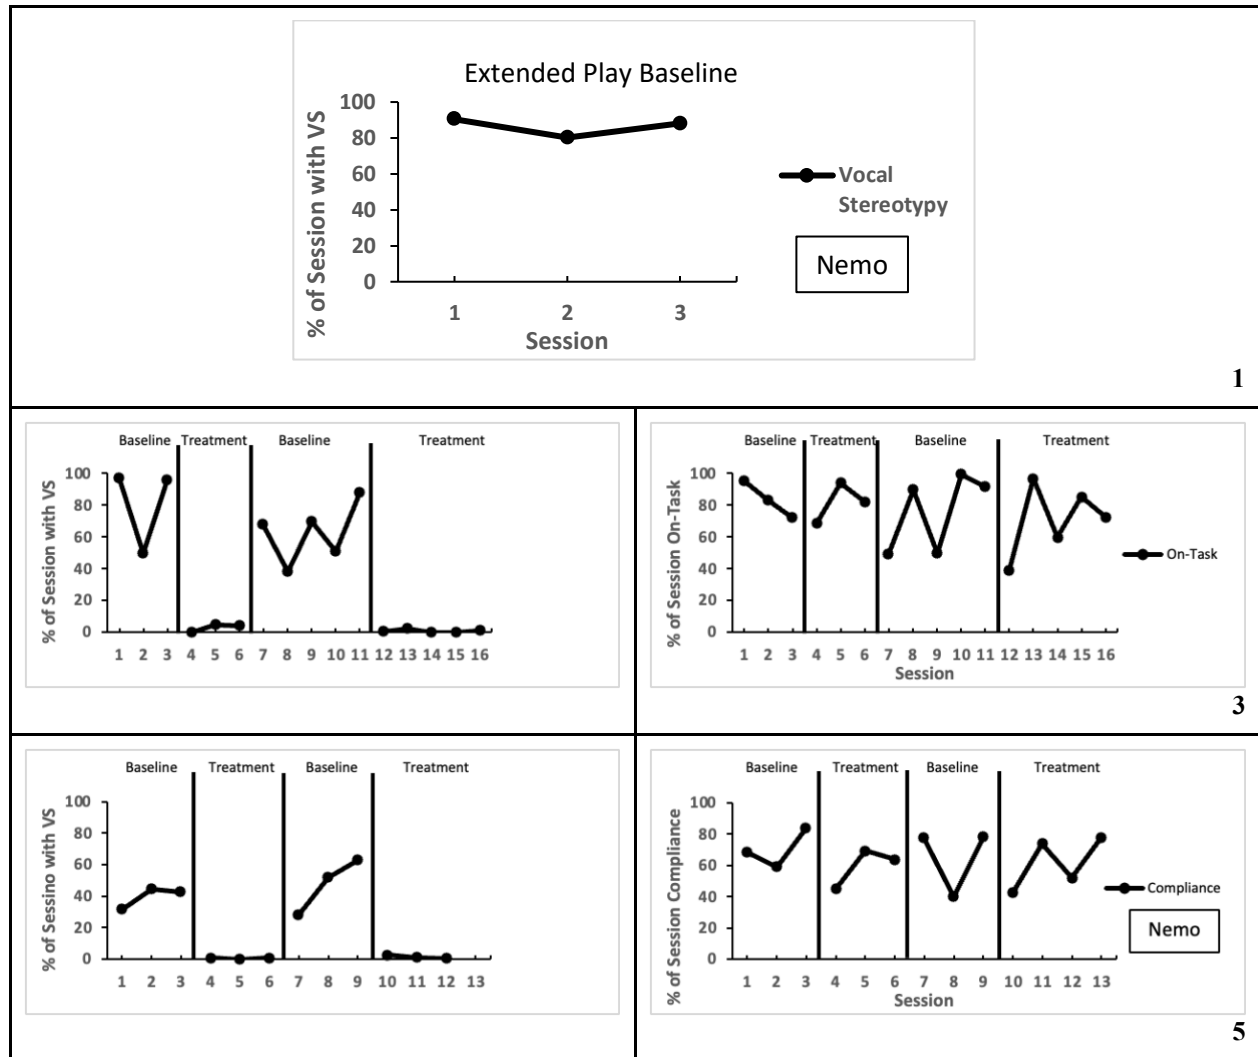 Extended Play Baseline
% of Session with VS
100
80
60
40
20
0
1 2 3
Session
Vocal
Stereotypy
Nemo
1
Baseline Treatment Baseline Treatment
% of Session with VS
100
80
60
40
20
0
1 2 3 4 5 6 7 8 9 10 11 12 13 14 15 16
Baseline Treatment Baseline Treatment
% of Session On-Task
100
80
60
40
20
0
1 2 3 4 5 6 7 8 9 10 11 12 13 14 15 16
Session
On-Task
3
Baseline Treatment Baseline Treatment
% of Sessino with VS
100
80
60
40
20
0
1 2 3 4 5 6 7 8 9 10 11 12 13
Baseline Treatment Baseline Treatment
% of Session Compliance
100
80
60
40
20
0
1 2 3 4 5 6 7 8 9 10 11 12 13
Session
Compliance
Nemo
5